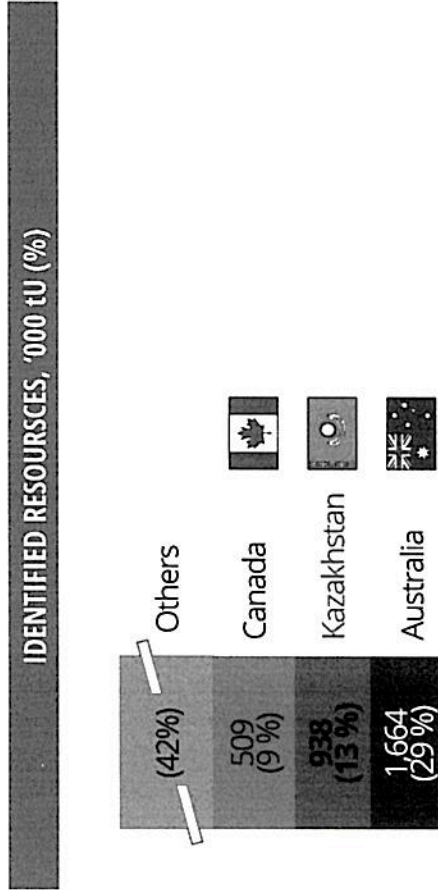 IDENTIFIED RESOURSCES, '000 tU (%)
(42%)
Others
509
(9 %)
Canada
938
(13 %)
Kazakhstan
1,664
(29 %)
Australia